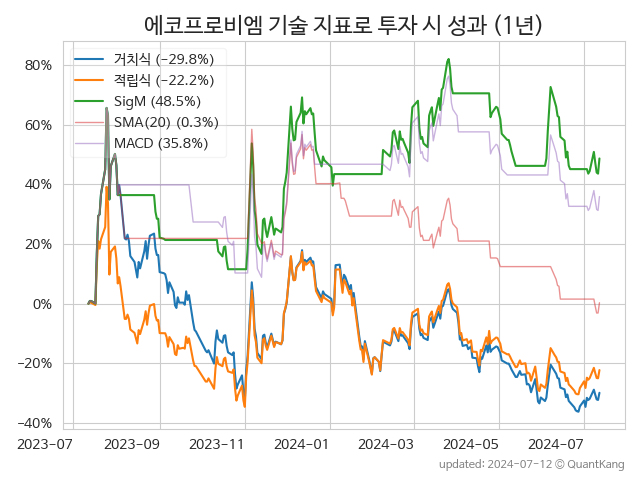 에코프로비엠 기술 지표로 투자 시 성과 (1년)
거치식 (−29.8%)
적립식 (−22.2%)
SigM (48.5%)
SMA(20) (0.3%)
MACD (35.8%)
80%
60%
40%
20%
0%
−20%
−40%
2023-07
2023-09
2023-11
2024-01
2024-03
2024-05
2024-07
updated: 2024-07-12 © QuantKang